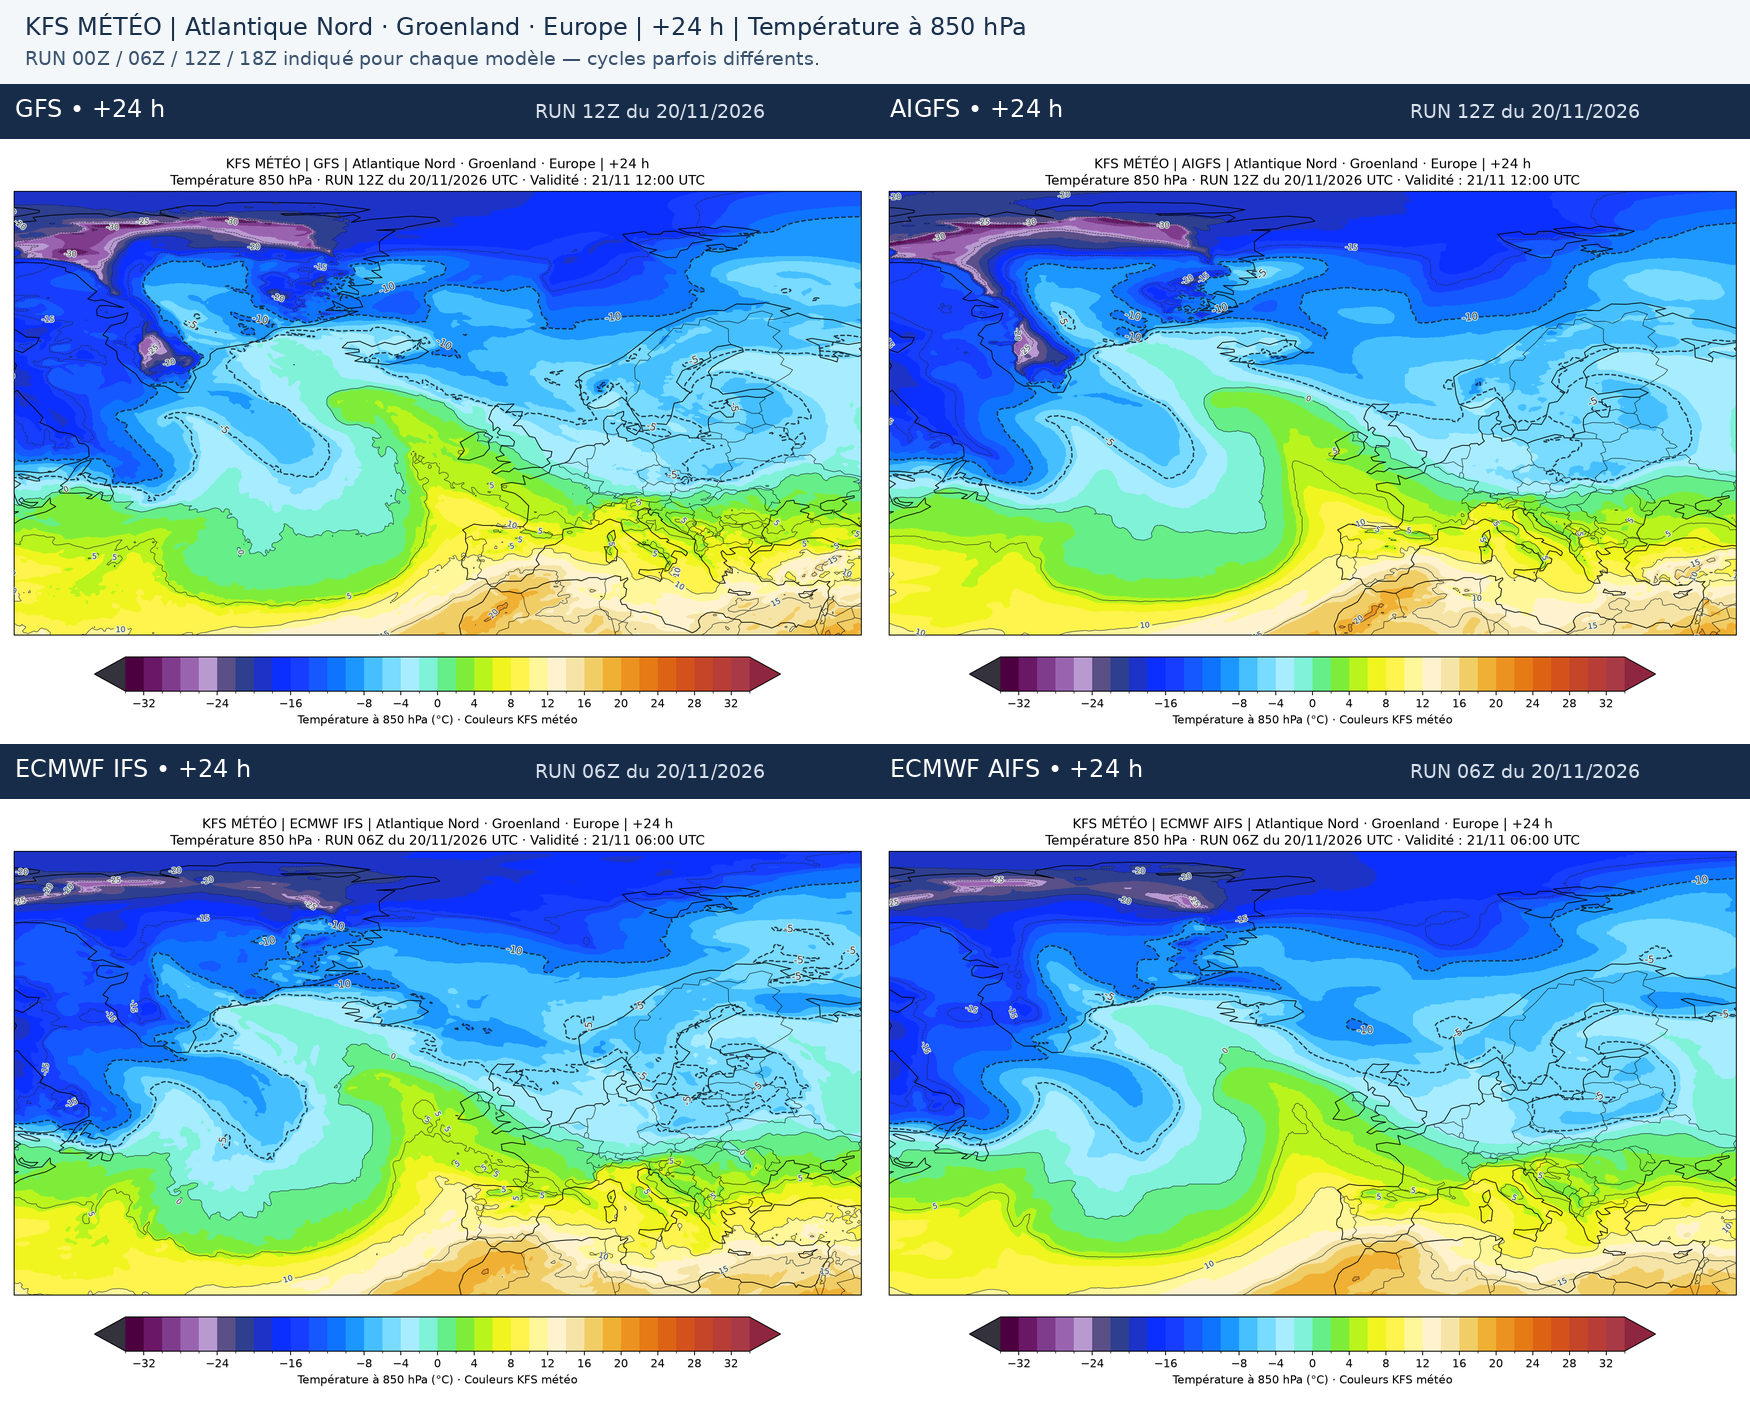 KFS MÉTÉO | Atlantique Nord · Groenland · Europe | +24 h | Température à 850 hPa
RUN 00Z / 06Z / 12Z / 18Z indiqué pour chaque modèle — cycles parfois différents.
GFS • +24 h
RUN 12Z du 20/11/2026
AIGFS • +24 h
RUN 12Z du 20/11/2026
KFS MÉTÉO | GFS | Atlantique Nord · Groenland · Europe | +24 h
Température 850 hPa · RUN 12Z du 20/11/2026 UTC · Validité : 21/11 12:00 UTC
KFS MÉTÉO | AIGFS | Atlantique Nord · Groenland · Europe | +24 h
Température 850 hPa · RUN 12Z du 20/11/2026 UTC · Validité : 21/11 12:00 UTC
−32 −24 −16 −8 −4 0 4 8 12 16 20 24 28 32
Température à 850 hPa (°C) · Couleurs KFS météo
−32 −24 −16 −8 −4 0 4 8 12 16 20 24 28 32
Température à 850 hPa (°C) · Couleurs KFS météo
ECMWF IFS • +24 h
RUN 06Z du 20/11/2026
ECMWF AIFS • +24 h
RUN 06Z du 20/11/2026
KFS MÉTÉO | ECMWF IFS | Atlantique Nord · Groenland · Europe | +24 h
Température 850 hPa · RUN 06Z du 20/11/2026 UTC · Validité : 21/11 06:00 UTC
KFS MÉTÉO | ECMWF AIFS | Atlantique Nord · Groenland · Europe | +24 h
Température 850 hPa · RUN 06Z du 20/11/2026 UTC · Validité : 21/11 06:00 UTC
−32 −24 −16 −8 −4 0 4 8 12 16 20 24 28 32
Température à 850 hPa (°C) · Couleurs KFS météo
−32 −24 −16 −8 −4 0 4 8 12 16 20 24 28 32
Température à 850 hPa (°C) · Couleurs KFS météo